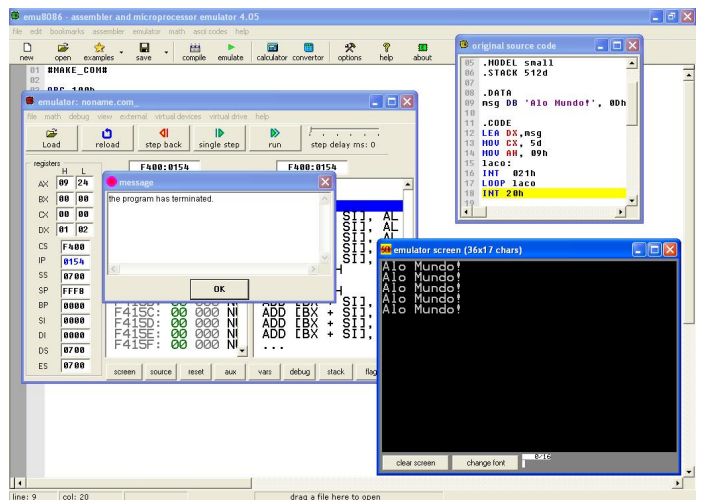 emu8086 - assembler and microprocessor emulator 4.05
file edit bookmarks assembler emulator math ascii codes help
new open examples save compile emulate calculator convertor options help about
01 #MAKE_COM#
02
original source code
05 .MODEL small
06 .STACK 512d
07
08 .DATA
09 msg DB 'Alo Mundo!', 0Dh
10
11 .CODE
12 LEA DX,msg
13 MOV CX, 5d
14 MOV AH, 09h
15 laco:
16 INT 021h
17 LOOP laco
18 INT 20h
19
emulator: noname.com_
file math debug view external virtual devices virtual drive help
Load reload step back single step run step delay ms: 0
registers F400:0154 F400:0154
H L
AX 09 24
BX 00 00
CX 00 00
DX 01 02
CS F400
IP 0154
SS 0700
SP FFF8
BP 0000
SI 0000
DI 0000
DS 0700
ES 0700
message
the program has terminated.
OK
SI], AL
SI], AL
SI], AL
F415C: 00 000 ADD [BX + SI],
F415D: 00 000 ADD [BX + SI],
F415E: 00 000 ADD [BX + SI],
F415F: 00 000 ...
screen source reset aux vars debug stack flag
emulator screen (36x17 chars)
Alo Mundo!
Alo Mundo!
Alo Mundo!
Alo Mundo!
Alo Mundo!
clear screen change font 0/16
line: 9 col: 20 drag a file here to open